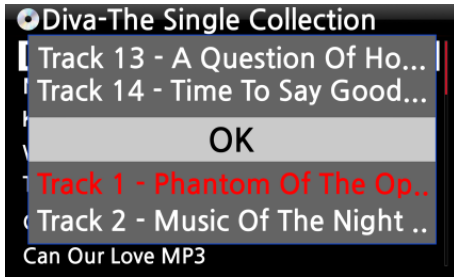 Diva-The Single Collection
Track 13 - A Question Of Ho...
Track 14 - Time To Say Good...
OK
Track 1 - Phantom Of The Op..
Track 2 - Music Of The Night ..
Can Our Love MP3